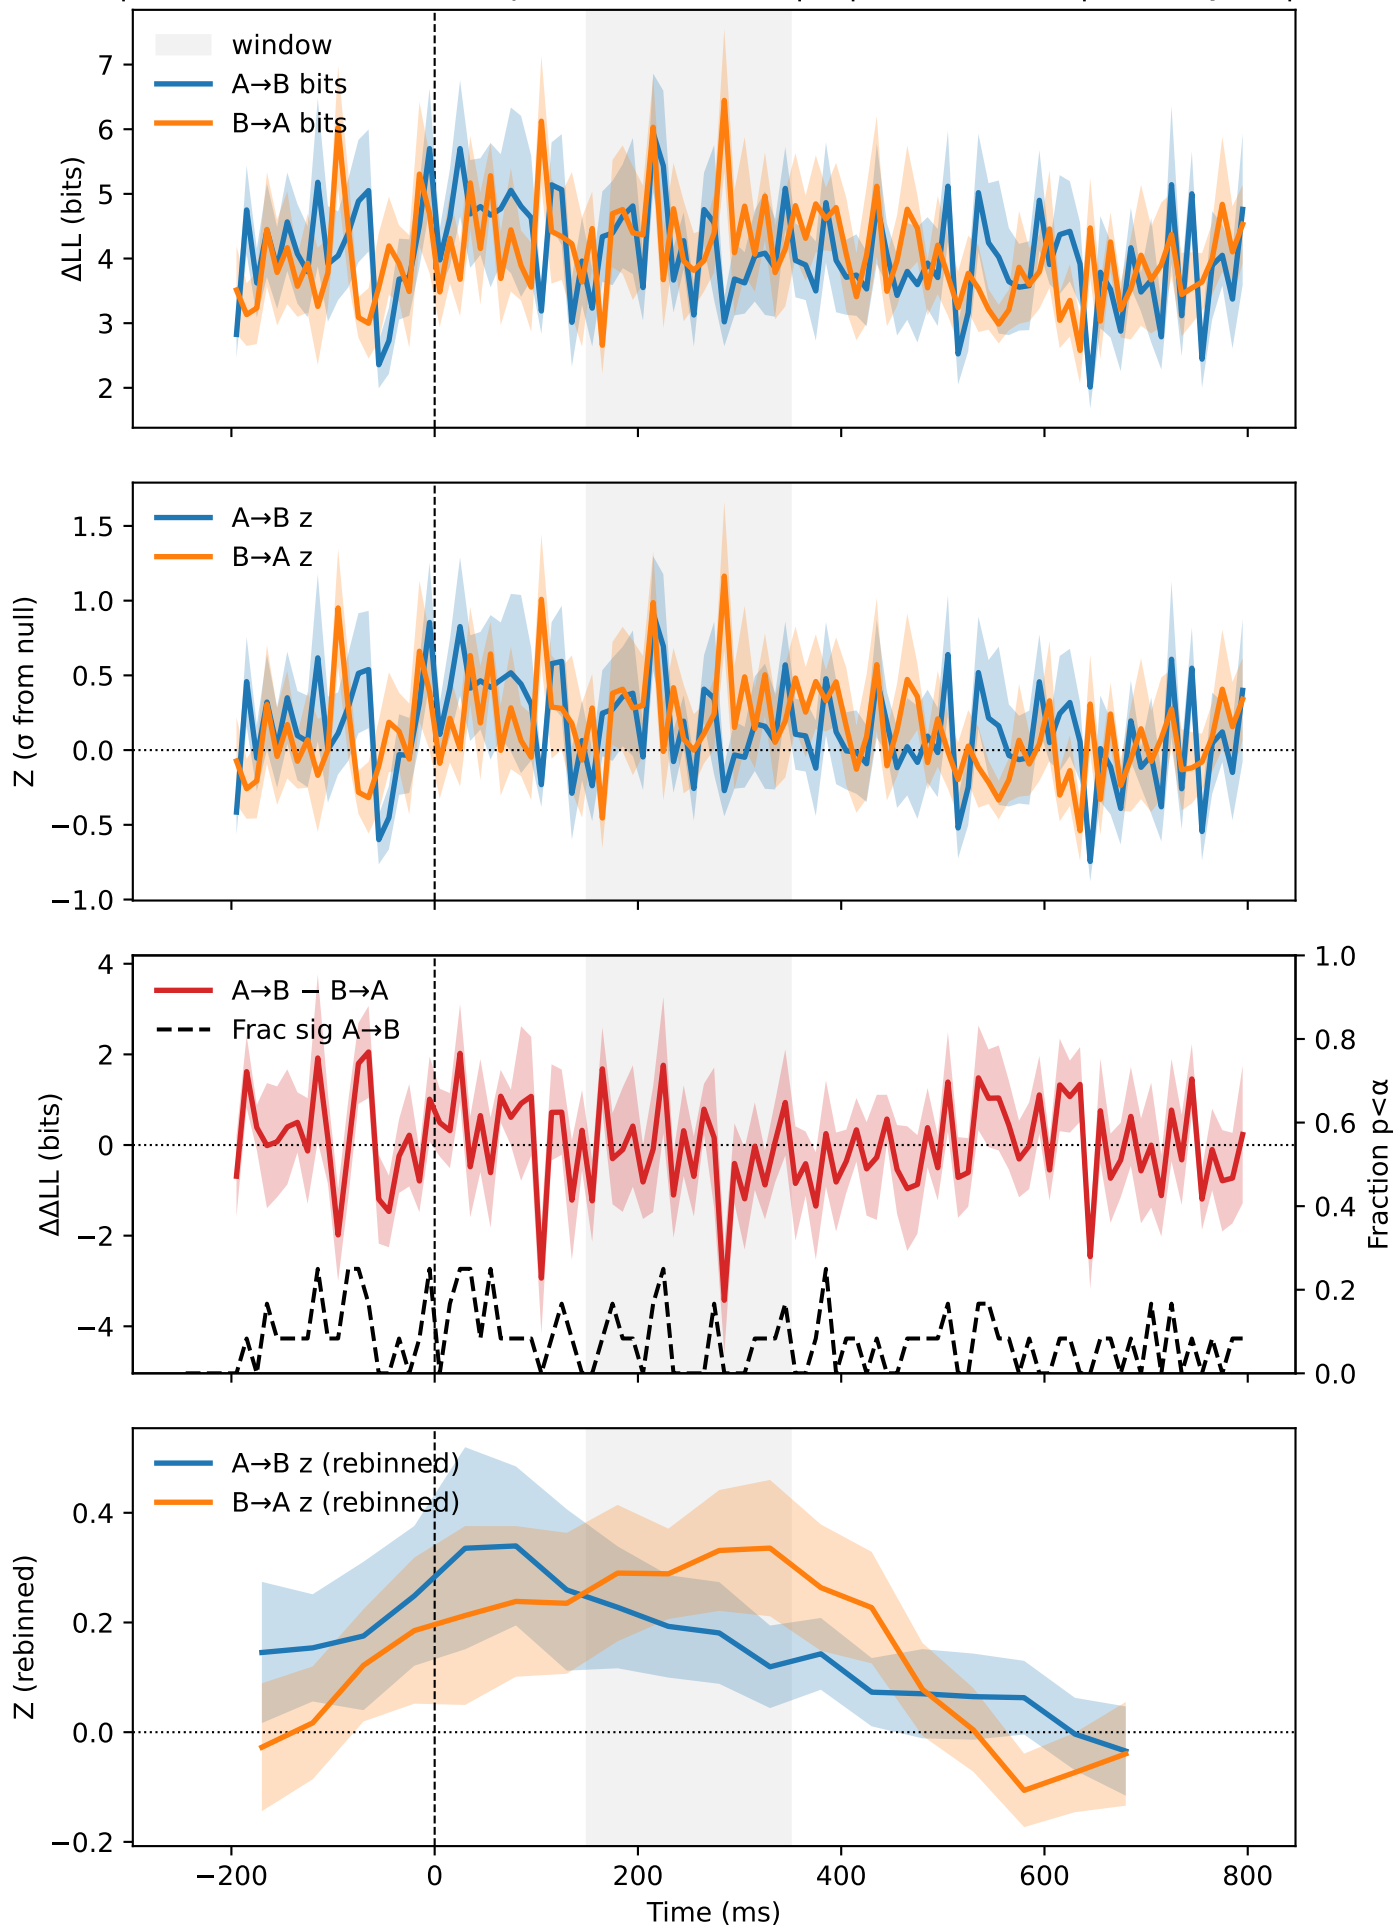 window
A→B bits
B→A bits
7
6
5
4
3
2
ΔLL (bits)
A→B z
B→A z
1.5
1.0
0.5
0.0
−0.5
−1.0
Z (σ from null)
A→B − B→A
Frac sig A→B
4
2
0
−2
−4
ΔΔLL (bits)
1.0
0.8
0.6
0.4
0.2
0.0
Fraction p<α
A→B z (rebinned)
B→A z (rebinned)
0.4
0.2
0.0
−0.2
Z (rebinned)
−200 0 200 400 600 800
Time (ms)